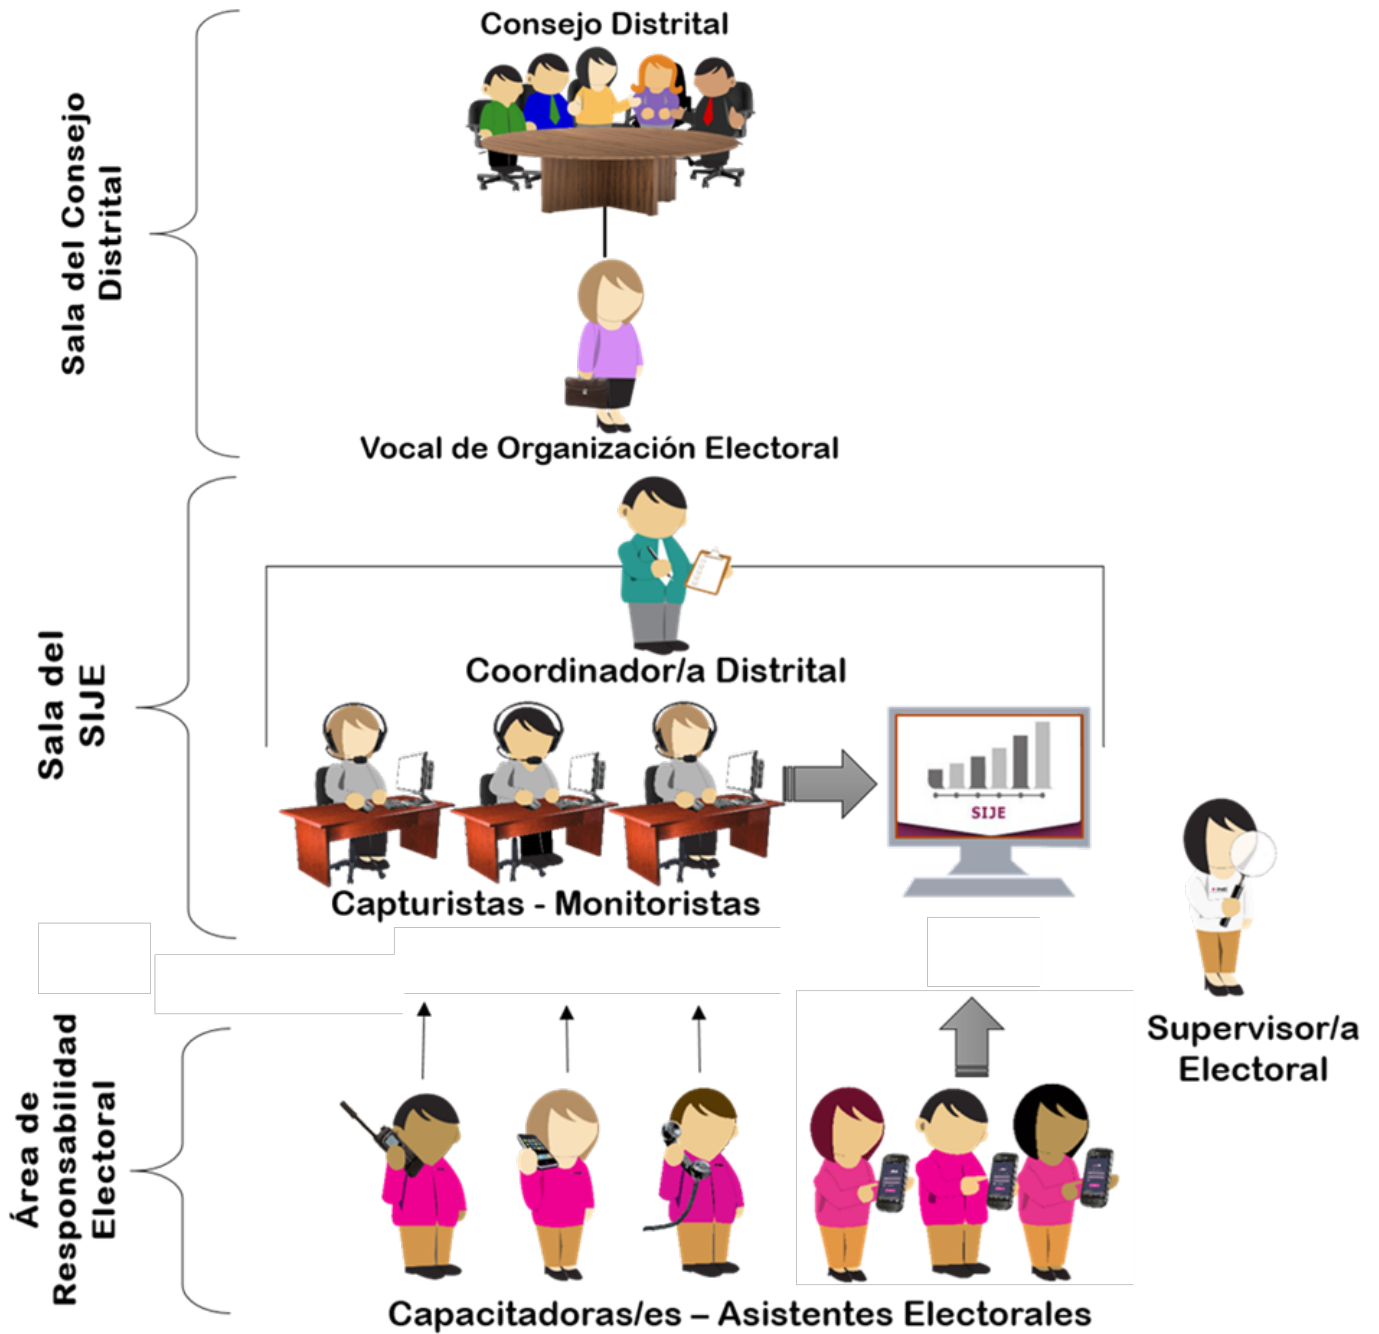 Consejo Distrital
Sala del Consejo
Distrital
Vocal de Organización Electoral
Sala del
SIJE
Coordinador/a Distrital
SIJE
Capturistas - Monitoristas
Supervisor/a
Electoral
Área de
Responsabilidad
Electoral
Capacitadoras/es – Asistentes Electorales